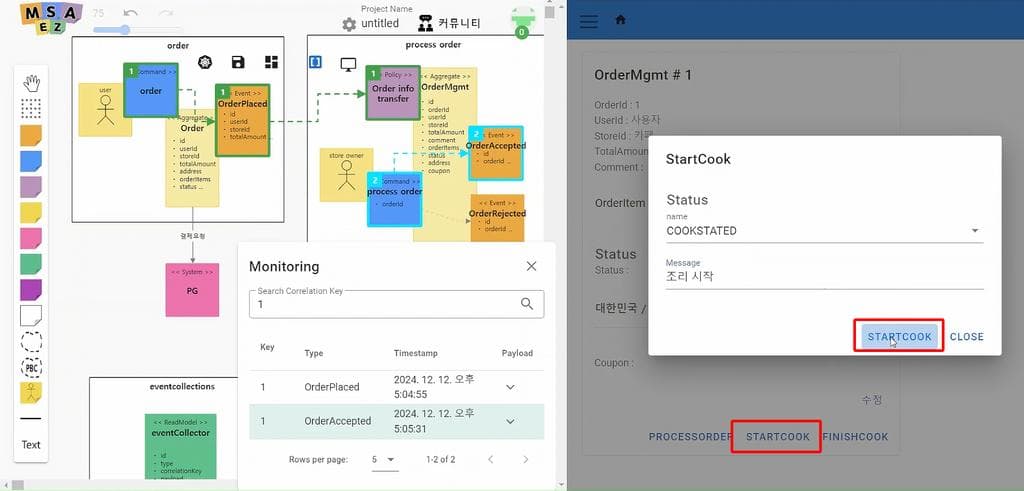 MSA
EZ
75
Project Name
untitled
커뮤니티
0
order
process order
user
1
Command >>
order
1
<< Event >>
OrderPlaced
id
userId
storeId
totalAmount
<< Aggregate >>
Order
id
userId
storeId
totalAmount
address
orderItems
status ...
결제요청
<< System >>
PG
1
<< Policy >>
Order info
transfer
<< Aggregate >>
OrderMgmt
id
orderId
userId
storeId
totalAmount
comment
orderItems
status
address
coupon
store owner
2
Command >>
process order
orderId
2
<< Event >>
OrderAccepted
id
orderId ...
<< Event >>
OrderRejected
id
orderId ...
PBC
Text
eventcollections
<< ReadModel >>
eventCollector
id
type
correlationKey
payload
Monitoring
Search Correlation Key
1
Key Type Timestamp Payload
1 OrderPlaced 2024. 12. 12. 오후 5:04:55
1 OrderAccepted 2024. 12. 12. 오후 5:05:31
Rows per page: 5 1-2 of 2
OrderMgmt # 1
OrderId : 1
UserId : 사용자
StoreId : 카페
TotalAmoun
Comment :
OrderItem
Status
Status :
대한민국 /
Coupon :
수정
PROCESSORDER STARTCOOK FINISHCOOK
StartCook
Status
name
COOKSTATED
Message
조리 시작
STARTCOOK CLOSE